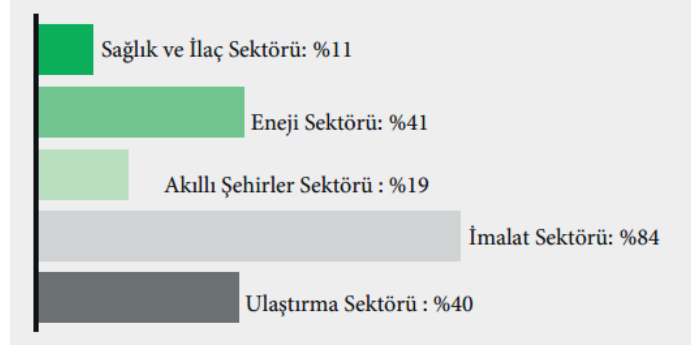 Sağlık ve İlaç Sektörü: %11
Eneji Sektörü: %41
Akıllı Şehirler Sektörü : %19
İmalat Sektörü: %84
Ulaştırma Sektörü : %40